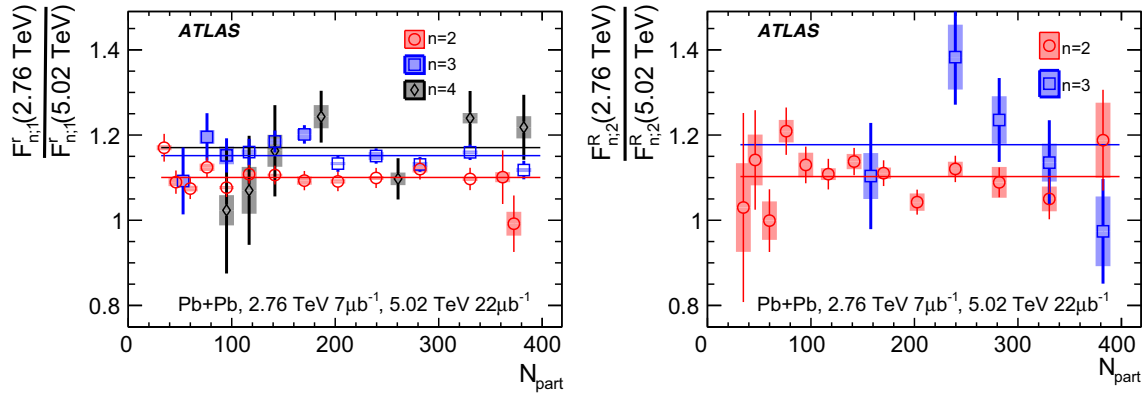 F^r_{n;1}(2.76 TeV)
F^r_{n;1}(5.02 TeV)
1.4
1.2
1
0.8
ATLAS
n=2
n=3
n=4
Pb+Pb, 2.76 TeV 7μb⁻¹, 5.02 TeV 22μb⁻¹
0 100 200 300 400
N_part
F^R_{n;2}(2.76 TeV)
F^R_{n;2}(5.02 TeV)
1.4
1.2
1
0.8
ATLAS
n=2
n=3
Pb+Pb, 2.76 TeV 7μb⁻¹, 5.02 TeV 22μb⁻¹
0 100 200 300 400
N_part